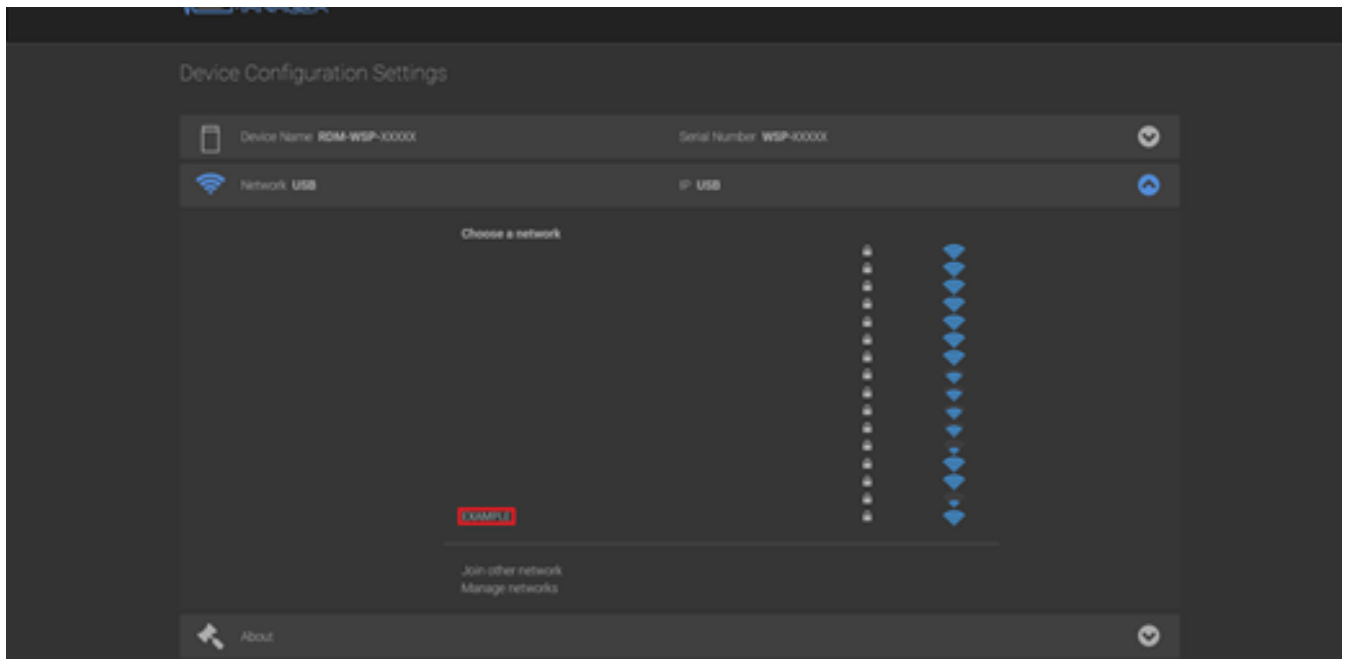 Device Configuration Settings
Device Name RDM-WSP-XXXXX Serial Number WSP-XXXXX
Network USB IP USB
Choose a network
EXAMPLE
Join other network
Manage networks
About